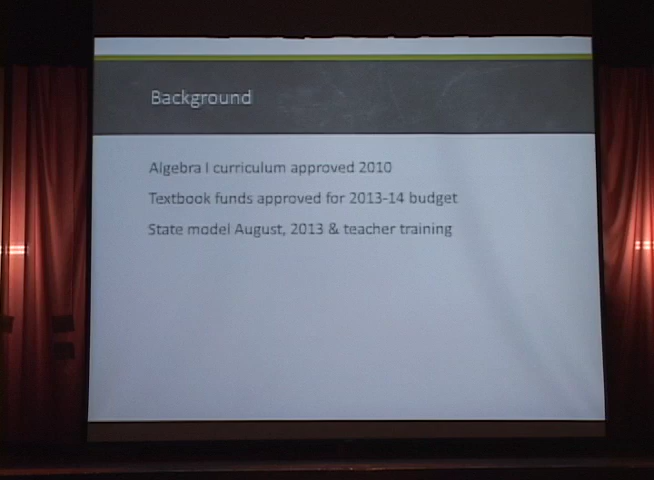 Background
Algebra I curriculum approved 2010
Textbook funds approved for 2013-14 budget
State model August, 2013 & teacher training